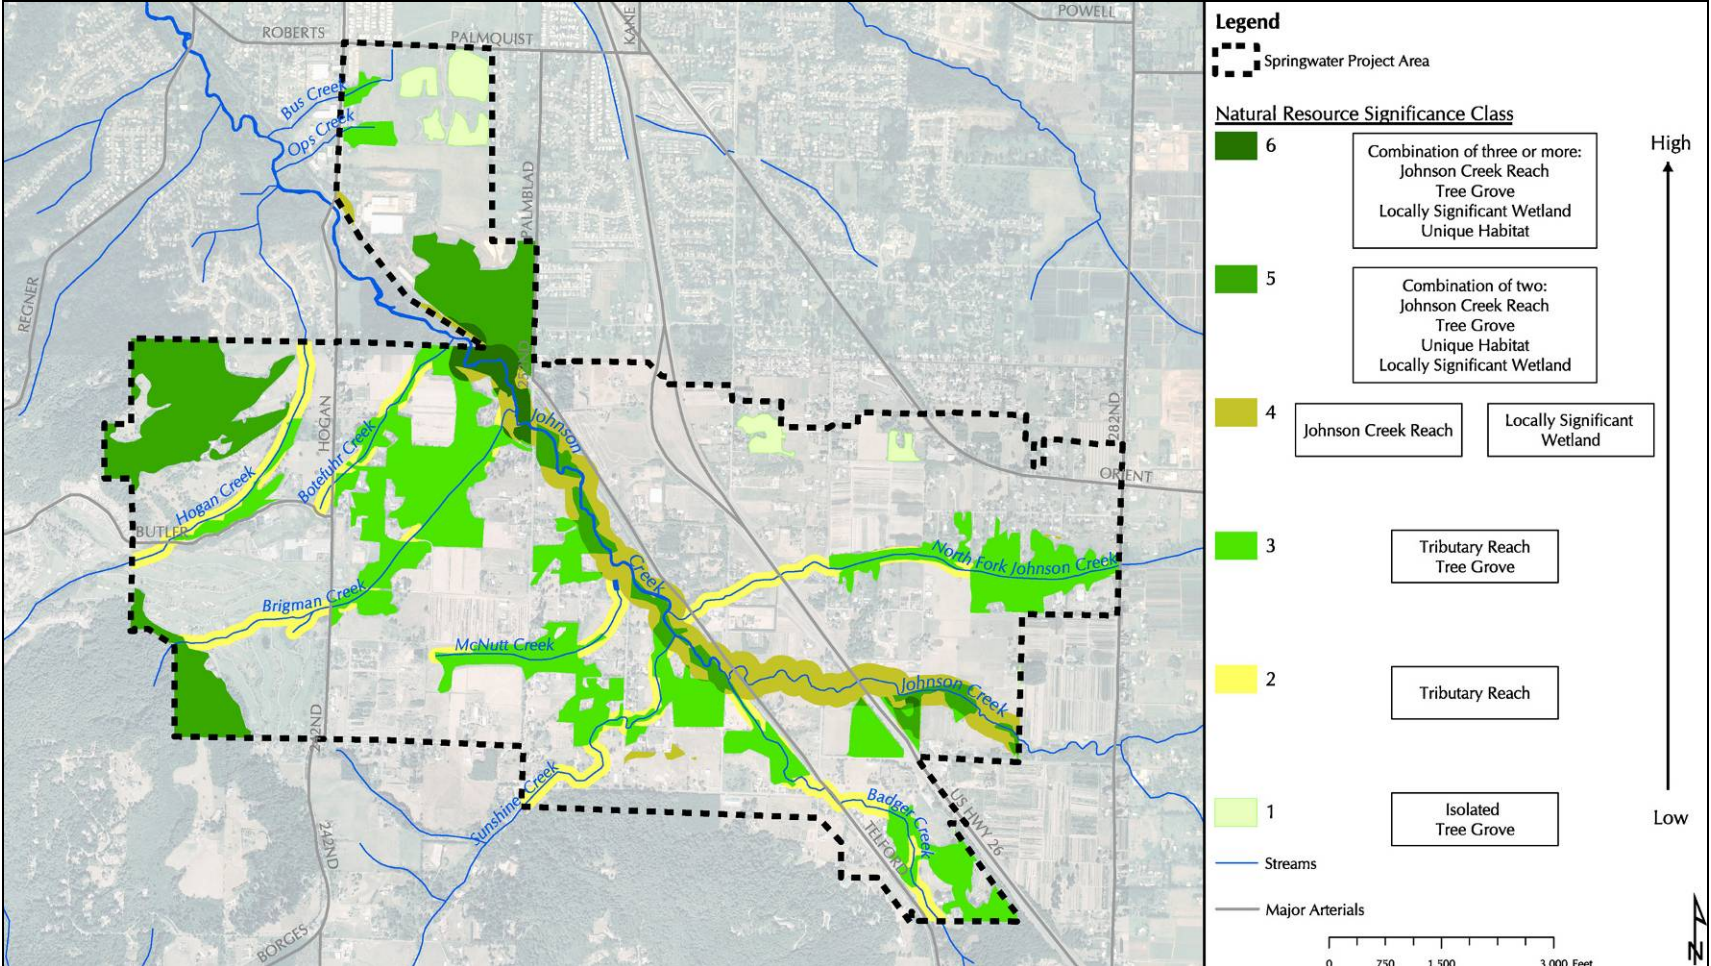 POWELL
KANE
ROBERTS
PALMQUIST
Bus Creek
Ops Creek
PALMBLAD
REGNER
252ND
HOGAN
Johnson
282ND
Botefuhr Creek
Hogan Creek
ORIENT
BUTLER
North Fork Johnson Creek
Creek
Brigman Creek
McNutt Creek
Johnson Creek
242ND
Sunshine Creek
Badger Creek
US HWY 26
TELFORD
242ND
BORGES
Legend
Springwater Project Area
Natural Resource Significance Class
High
6
Combination of three or more:
Johnson Creek Reach
Tree Grove
Locally Significant Wetland
Unique Habitat
5
Combination of two:
Johnson Creek Reach
Tree Grove
Unique Habitat
Locally Significant Wetland
4
Johnson Creek Reach
Locally Significant
Wetland
3
Tributary Reach
Tree Grove
2
Tributary Reach
1
Isolated
Tree Grove
Low
Streams
Major Arterials
N
0 750 1,500 3,000 Feet